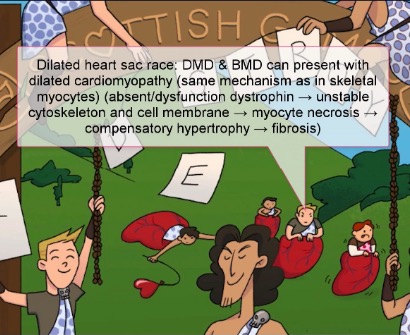 TTISH GA
R
Dilated heart sac race: DMD & BMD can present with
dilated cardiomyopathy (same mechanism as in skeletal
myocytes) (absent/dysfunction dystrophin → unstable
cytoskeleton and cell membrane → myocyte necrosis →
compensatory hypertrophy → fibrosis)
E